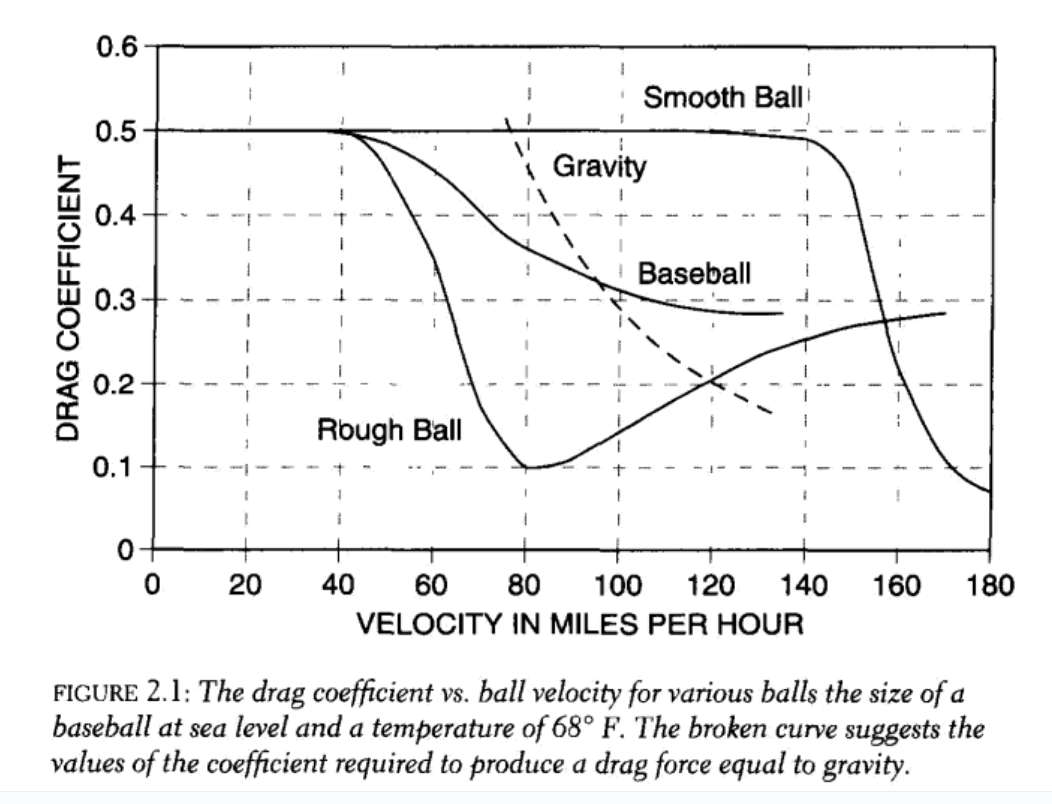 0.6
Smooth Ball
0.5
Gravity
0.4
Baseball
0.3
0.2
Rough Ball
0.1
0
0 20 40 60 80 100 120 140 160 180
DRAG COEFFICIENT
VELOCITY IN MILES PER HOUR
FIGURE 2.1: The drag coefficient vs. ball velocity for various balls the size of a
baseball at sea level and a temperature of 68° F. The broken curve suggests the
values of the coefficient required to produce a drag force equal to gravity.